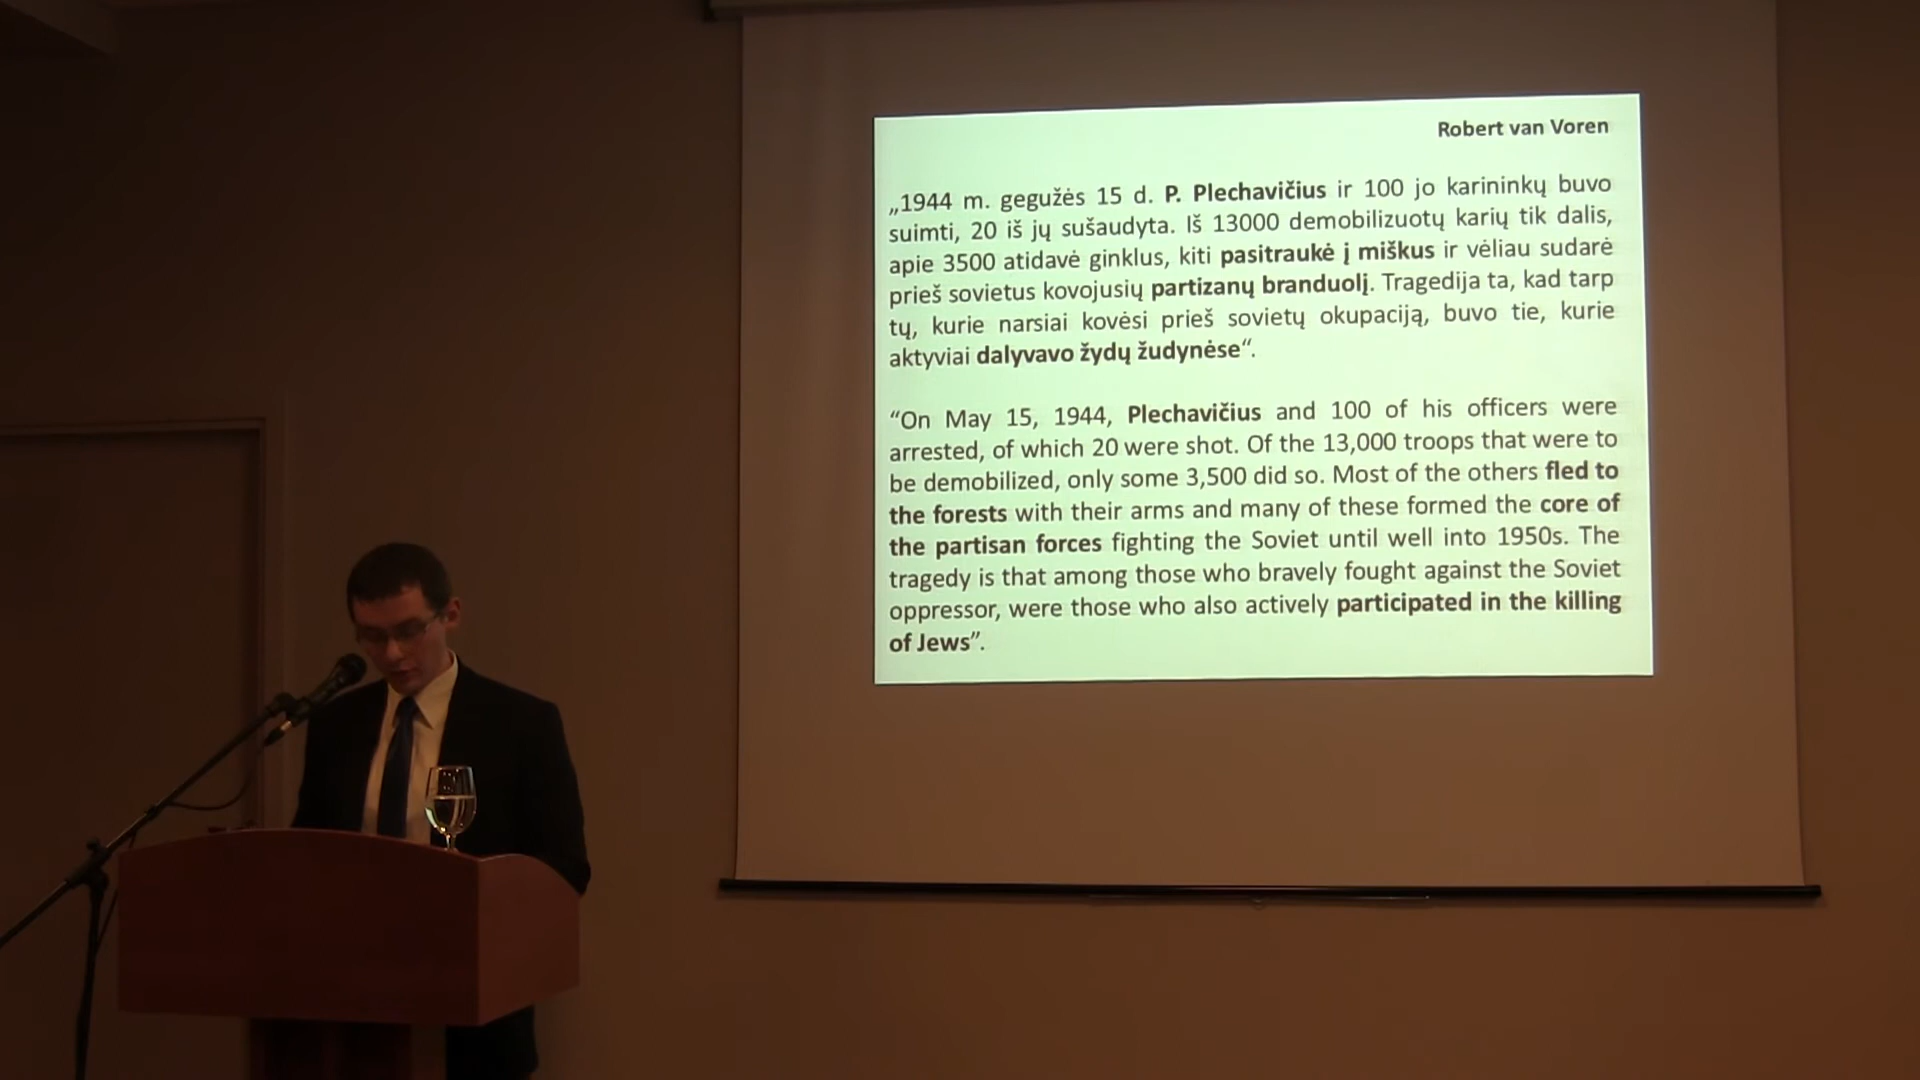 Robert van Voren
„1944 m. gegužės 15 d. P. Plechavičius ir 100 jo karininkų buvo
suimti, 20 iš jų sušaudyta. Iš 13000 demobilizuotų karių tik dalis,
apie 3500 atidavė ginklus, kiti pasitraukė į miškus ir vėliau sudarė
prieš sovietus kovojusių partizanų branduolį. Tragedija ta, kad tarp
tų, kurie narsiai kovėsi prieš sovietų okupaciją, buvo tie, kurie
aktyviai dalyvavo žydų žudynėse“.
“On May 15, 1944, Plechavičius and 100 of his officers were
arrested, of which 20 were shot. Of the 13,000 troops that were to
be demobilized, only some 3,500 did so. Most of the others fled to
the forests with their arms and many of these formed the core of
the partisan forces fighting the Soviet until well into 1950s. The
tragedy is that among those who bravely fought against the Soviet
oppressor, were those who also actively participated in the killing
of Jews”.